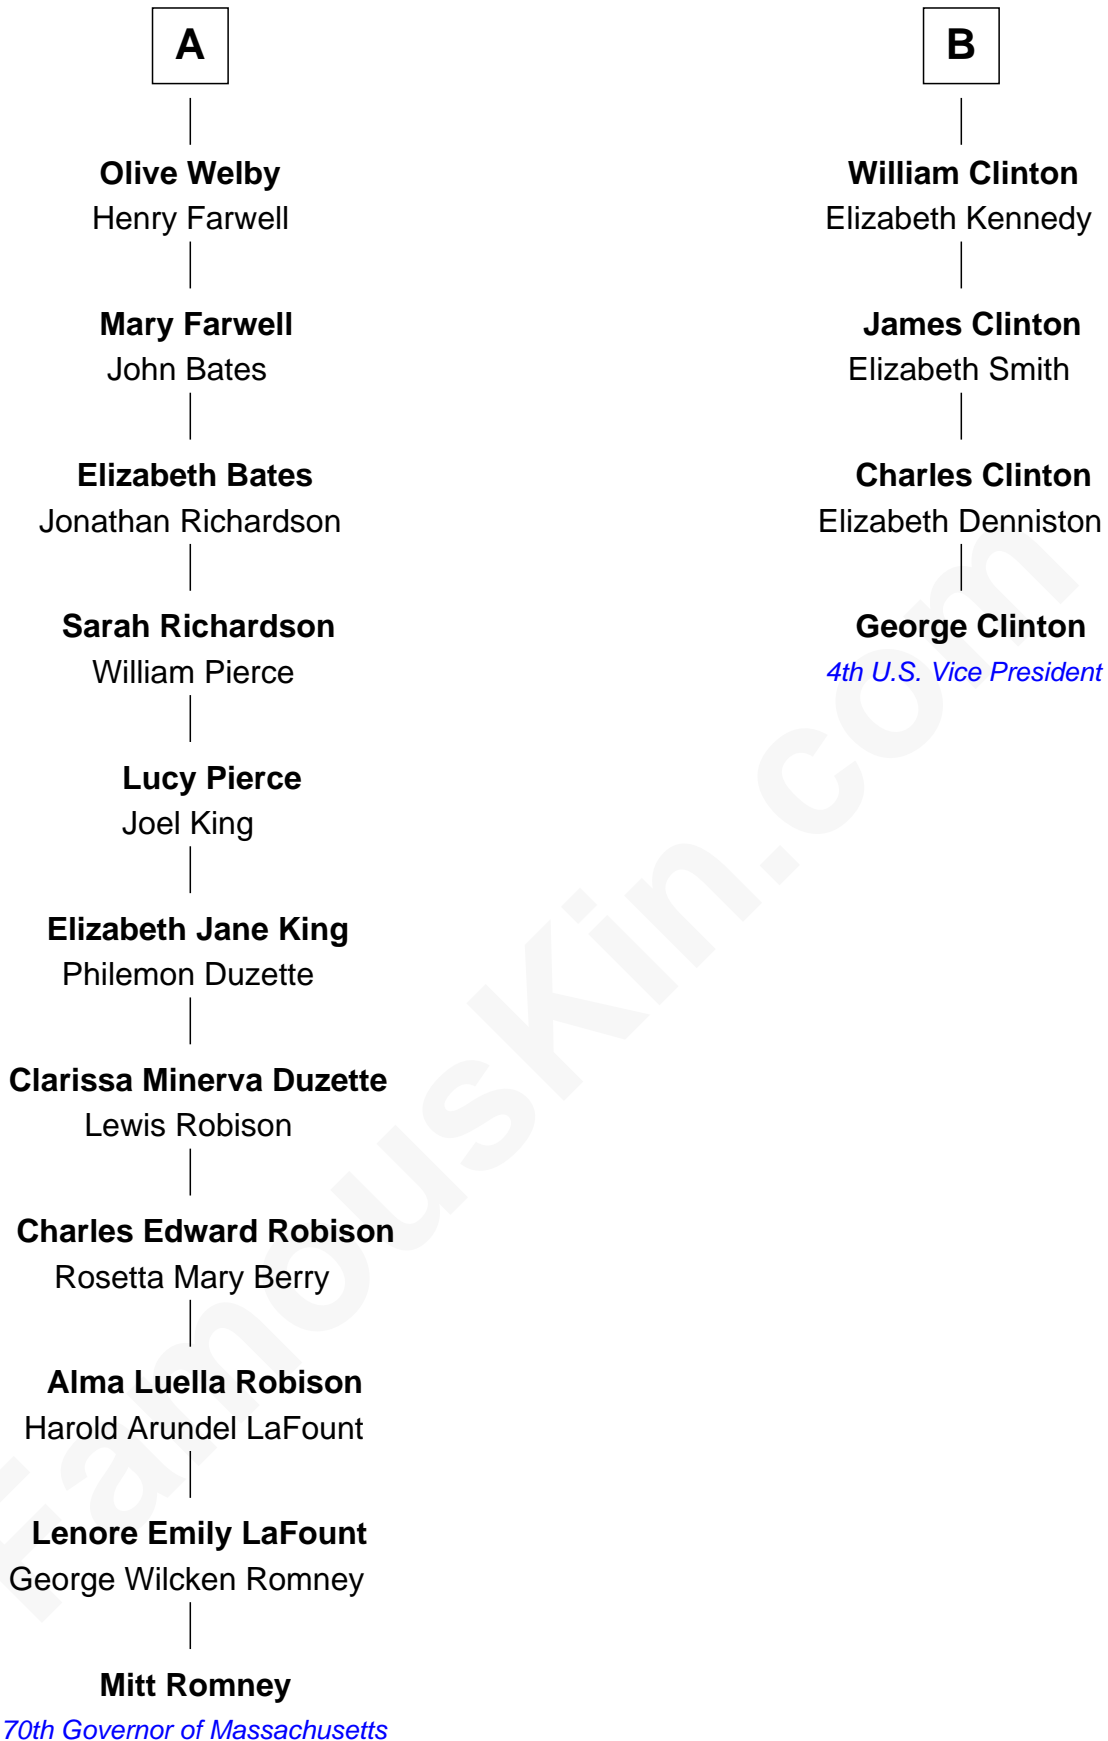 A
Olive Welby
Henry Farwell
Mary Farwell
John Bates
Elizabeth Bates
Jonathan Richardson
Sarah Richardson
William Pierce
Lucy Pierce
Joel King
Elizabeth Jane King
Philemon Duzette
Clarissa Minerva Duzette
Lewis Robison
Charles Edward Robison
Rosetta Mary Berry
Alma Luella Robison
Harold Arundel LaFount
Lenore Emily LaFount
George Wilcken Romney
Mitt Romney
70th Governor of Massachusetts
B
William Clinton
Elizabeth Kennedy
James Clinton
Elizabeth Smith
Charles Clinton
Elizabeth Denniston
George Clinton
4th U.S. Vice President
FamousKin.com